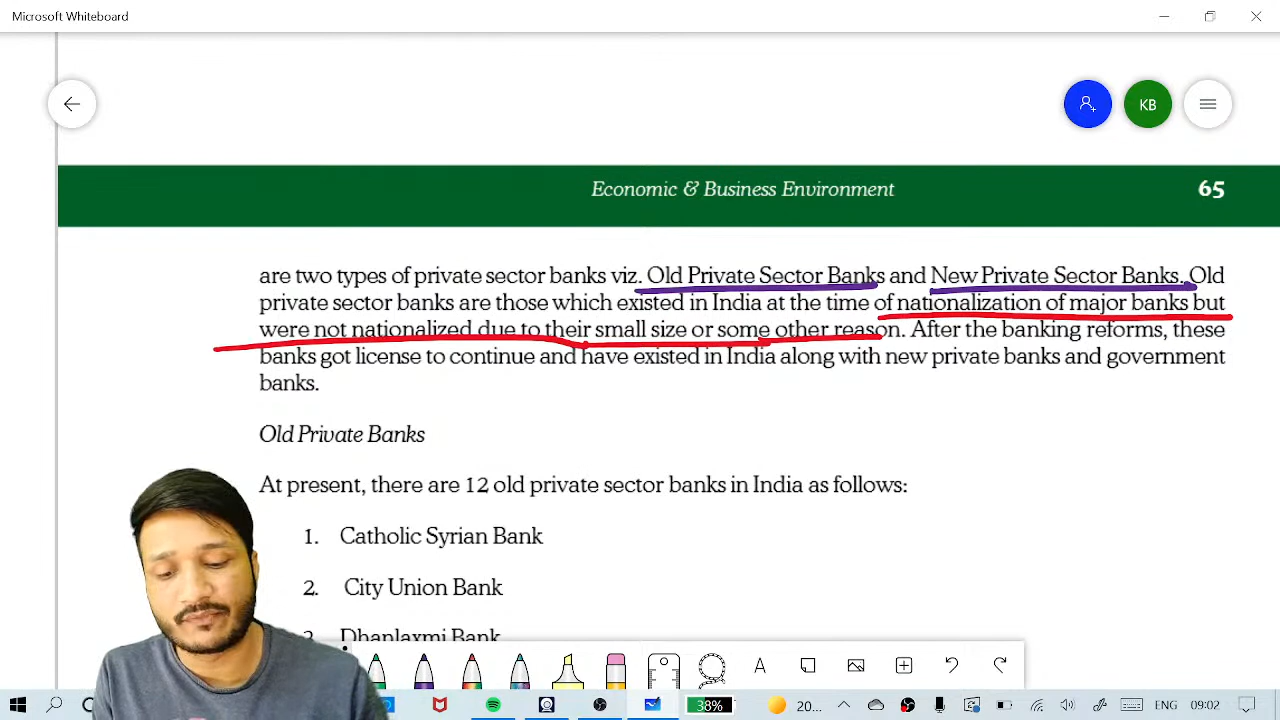 Microsoft Whiteboard
KB
Economic & Business Environment 65
are two types of private sector banks viz. Old Private Sector Banks and New Private Sector Banks. Old
private sector banks are those which existed in India at the time of nationalization of major banks but
were not nationalized due to their small size or some other reason. After the banking reforms, these
banks got license to continue and have existed in India along with new private banks and government
banks.
Old Private Banks
At present, there are 12 old private sector banks in India as follows:
1. Catholic Syrian Bank
2. City Union Bank
3. Dhanlaxmi Bank
A
38%
20...
ENG
09:02